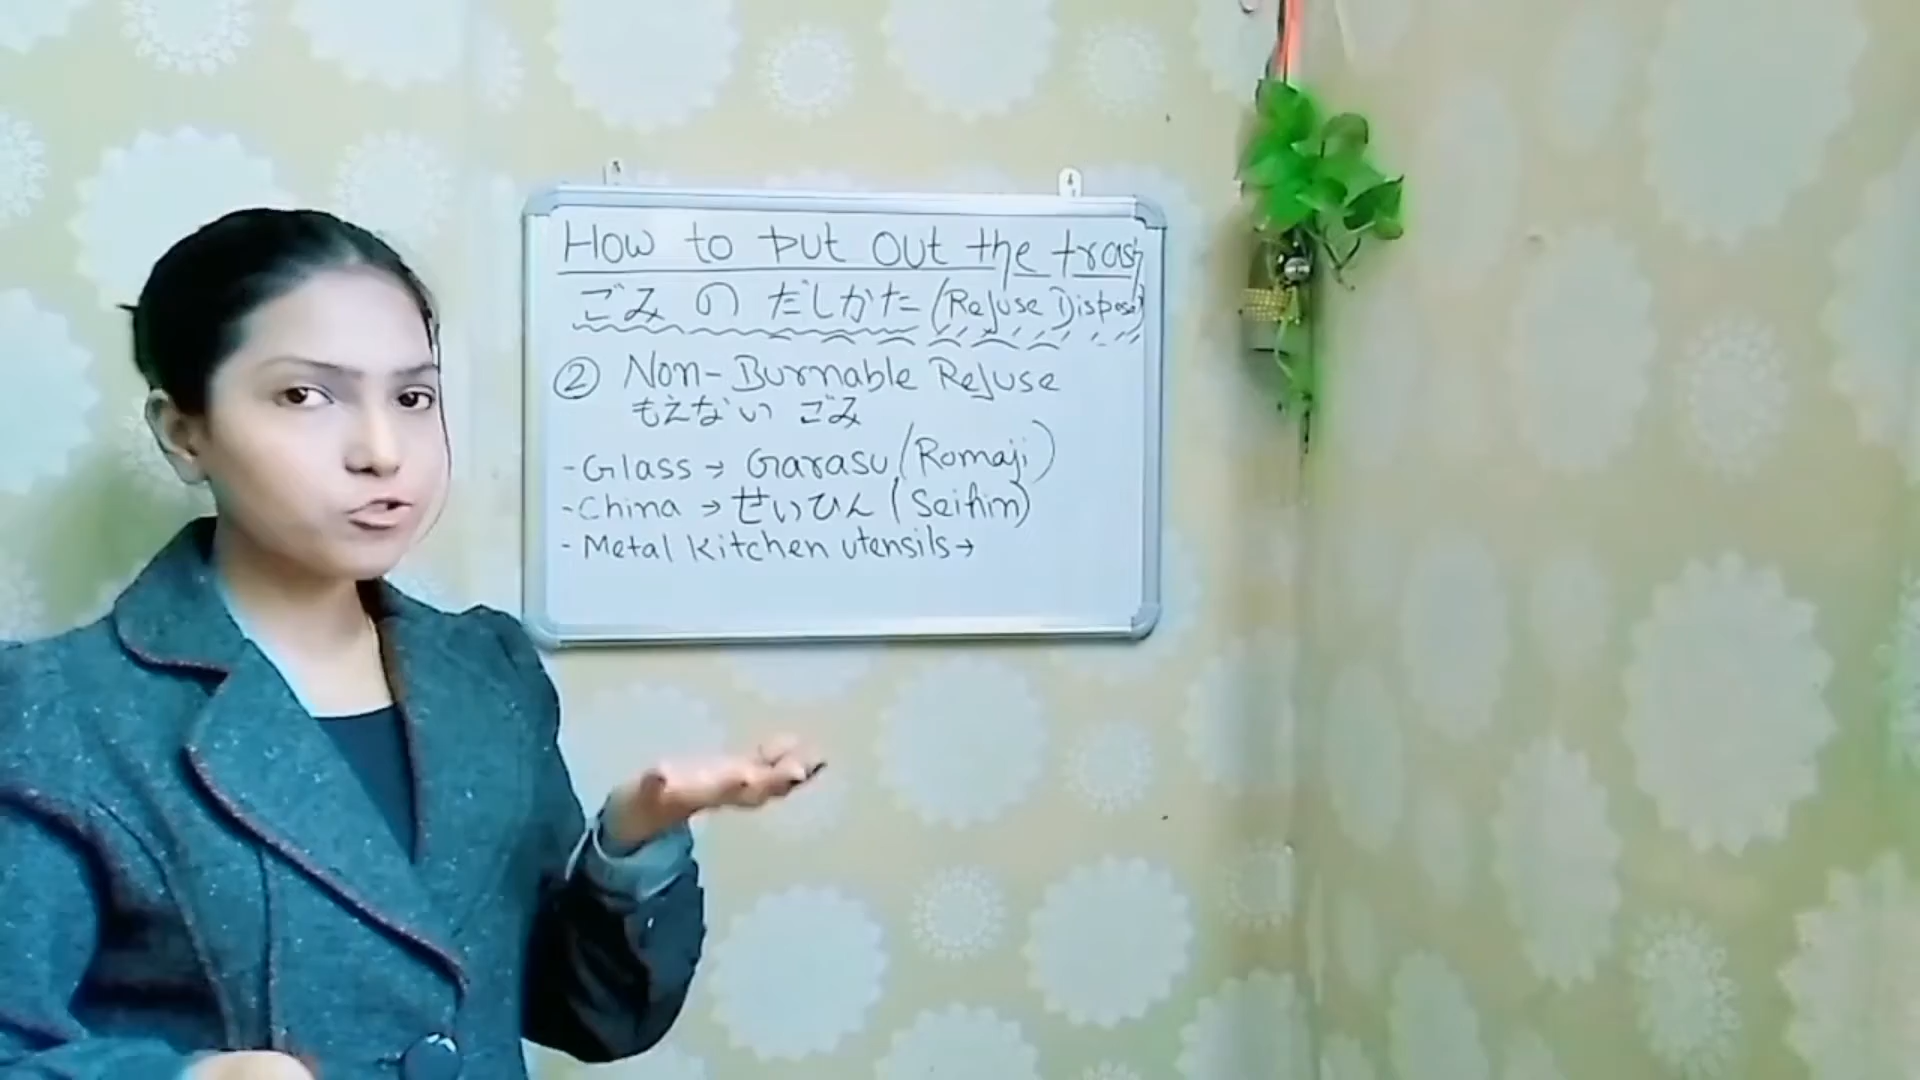 How to put out the trash
ごみ の だしかた (Refuse Disposal)
② Non-Burnable Refuse
もえない ごみ
- Glass → Garasu (Romaji)
- China → せいひん (Seihin)
- Metal kitchen utensils →